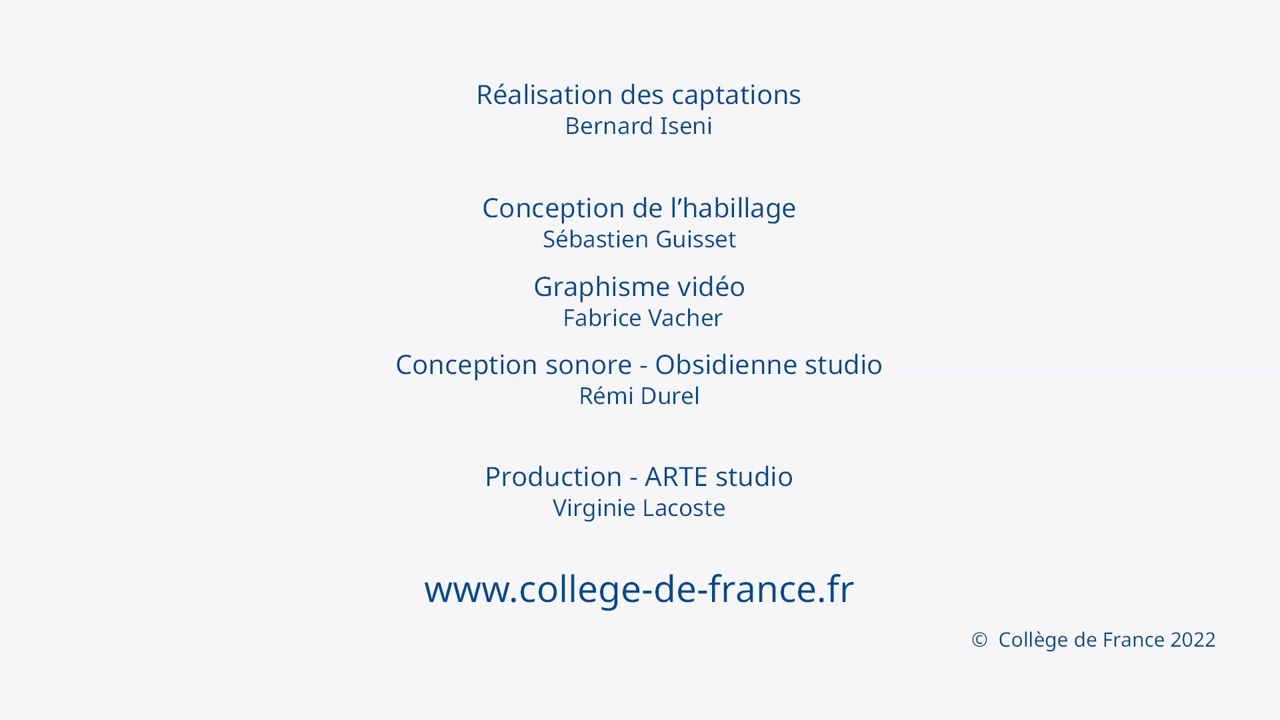 Réalisation des captations
Bernard Iseni
Conception de l’habillage
Sébastien Guisset
Graphisme vidéo
Fabrice Vacher
Conception sonore - Obsidienne studio
Rémi Durel
Production - ARTE studio
Virginie Lacoste
www.college-de-france.fr
© Collège de France 2022